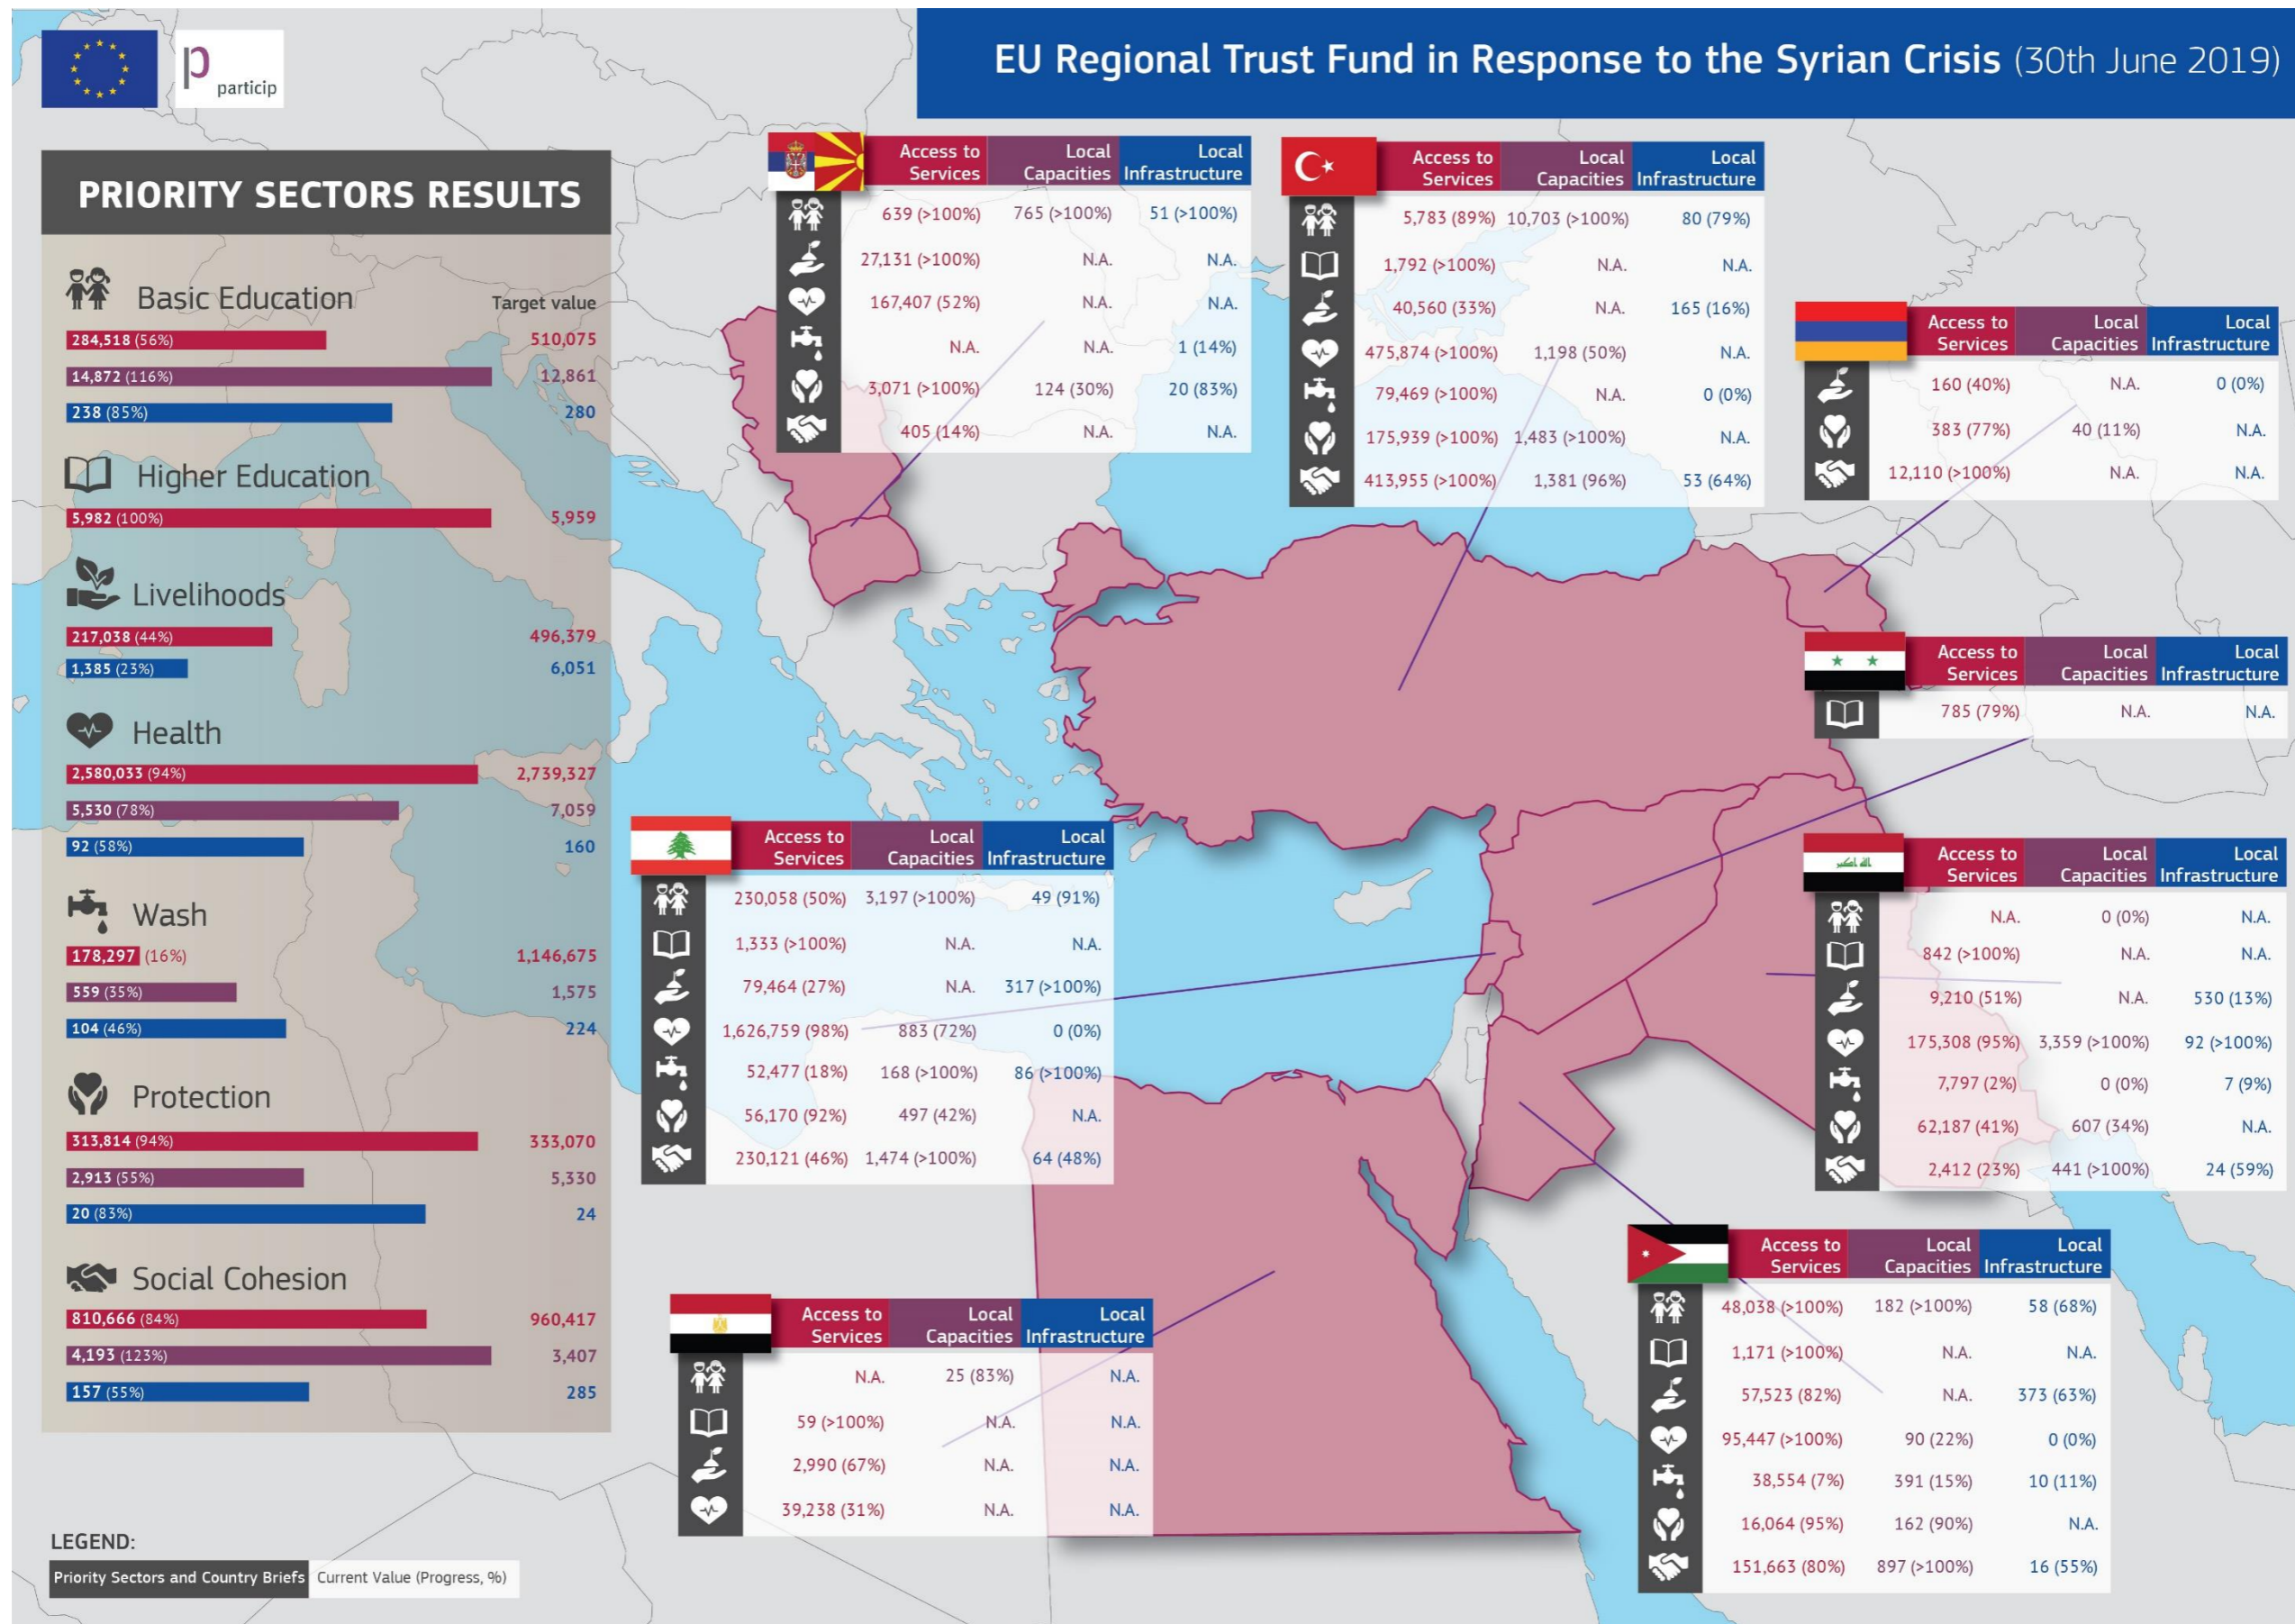 particip
EU Regional Trust Fund in Response to the Syrian Crisis (30th June 2019)
PRIORITY SECTORS RESULTS
Basic Education
Target value
284,518 (56%) 510,075
14,872 (116%) 12,861
238 (85%) 280
Higher Education
5,982 (100%) 5,959
Livelihoods
217,038 (44%) 496,379
1,385 (23%) 6,051
Health
2,580,033 (94%) 2,739,327
5,530 (78%) 7,059
92 (58%) 160
Wash
178,297 (16%) 1,146,675
559 (35%) 1,575
104 (46%) 224
Protection
313,814 (94%) 333,070
2,913 (55%) 5,330
20 (83%) 24
Social Cohesion
810,666 (84%) 960,417
4,193 (123%) 3,407
157 (55%) 285
LEGEND:
Priority Sectors and Country Briefs Current Value (Progress, %)
Access to Local Local
Services Capacities Infrastructure
639 (>100%) 765 (>100%) 51 (>100%)
27,131 (>100%) N.A. N.A.
167,407 (52%) N.A. N.A.
N.A. N.A. 1 (14%)
3,071 (>100%) 124 (30%) 20 (83%)
405 (14%) N.A. N.A.
Access to Local Local
Services Capacities Infrastructure
5,783 (89%) 10,703 (>100%) 80 (79%)
1,792 (>100%) N.A. N.A.
40,560 (33%) N.A. 165 (16%)
475,874 (>100%) 1,198 (50%) N.A.
79,469 (>100%) N.A. 0 (0%)
175,939 (>100%) 1,483 (>100%) N.A.
413,955 (>100%) 1,381 (96%) 53 (64%)
Access to Local Local
Services Capacities Infrastructure
160 (40%) N.A. 0 (0%)
383 (77%) 40 (11%) N.A.
12,110 (>100%) N.A. N.A.
Access to Local Local
Services Capacities Infrastructure
785 (79%) N.A. N.A.
Access to Local Local
Services Capacities Infrastructure
230,058 (50%) 3,197 (>100%) 49 (91%)
1,333 (>100%) N.A. N.A.
79,464 (27%) N.A. 317 (>100%)
1,626,759 (98%) 883 (72%) 0 (0%)
52,477 (18%) 168 (>100%) 86 (>100%)
56,170 (92%) 497 (42%) N.A.
230,121 (46%) 1,474 (>100%) 64 (48%)
الله اكبر
Access to Local Local
Services Capacities Infrastructure
N.A. 0 (0%) N.A.
842 (>100%) N.A. N.A.
9,210 (51%) N.A. 530 (13%)
175,308 (95%) 3,359 (>100%) 92 (>100%)
7,797 (2%) 0 (0%) 7 (9%)
62,187 (41%) 607 (34%) N.A.
2,412 (23%) 441 (>100%) 24 (59%)
Access to Local Local
Services Capacities Infrastructure
N.A. 25 (83%) N.A.
59 (>100%) N.A. N.A.
2,990 (67%) N.A. N.A.
39,238 (31%) N.A. N.A.
Access to Local Local
Services Capacities Infrastructure
48,038 (>100%) 182 (>100%) 58 (68%)
1,171 (>100%) N.A. N.A.
57,523 (82%) N.A. 373 (63%)
95,447 (>100%) 90 (22%) 0 (0%)
38,554 (7%) 391 (15%) 10 (11%)
16,064 (95%) 162 (90%) N.A.
151,663 (80%) 897 (>100%) 16 (55%)